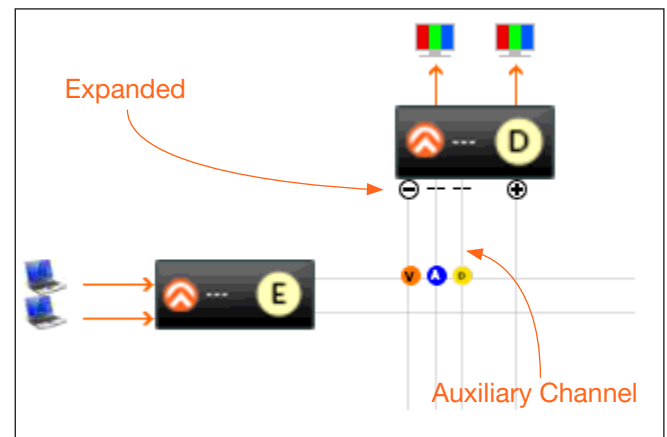 Expanded
--- D
--- E
V A D
Auxiliary Channel